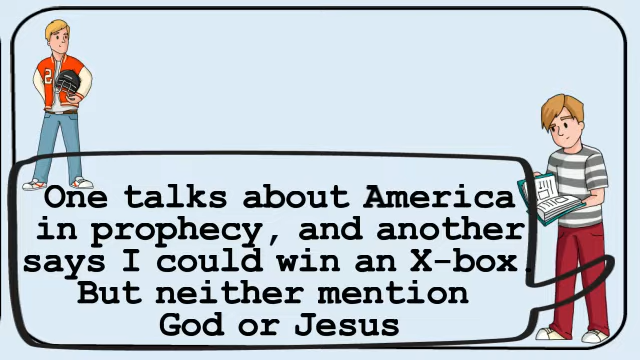 2
One talks about America
in prophecy, and another
says I could win an X-box.
But neither mention
God or Jesus